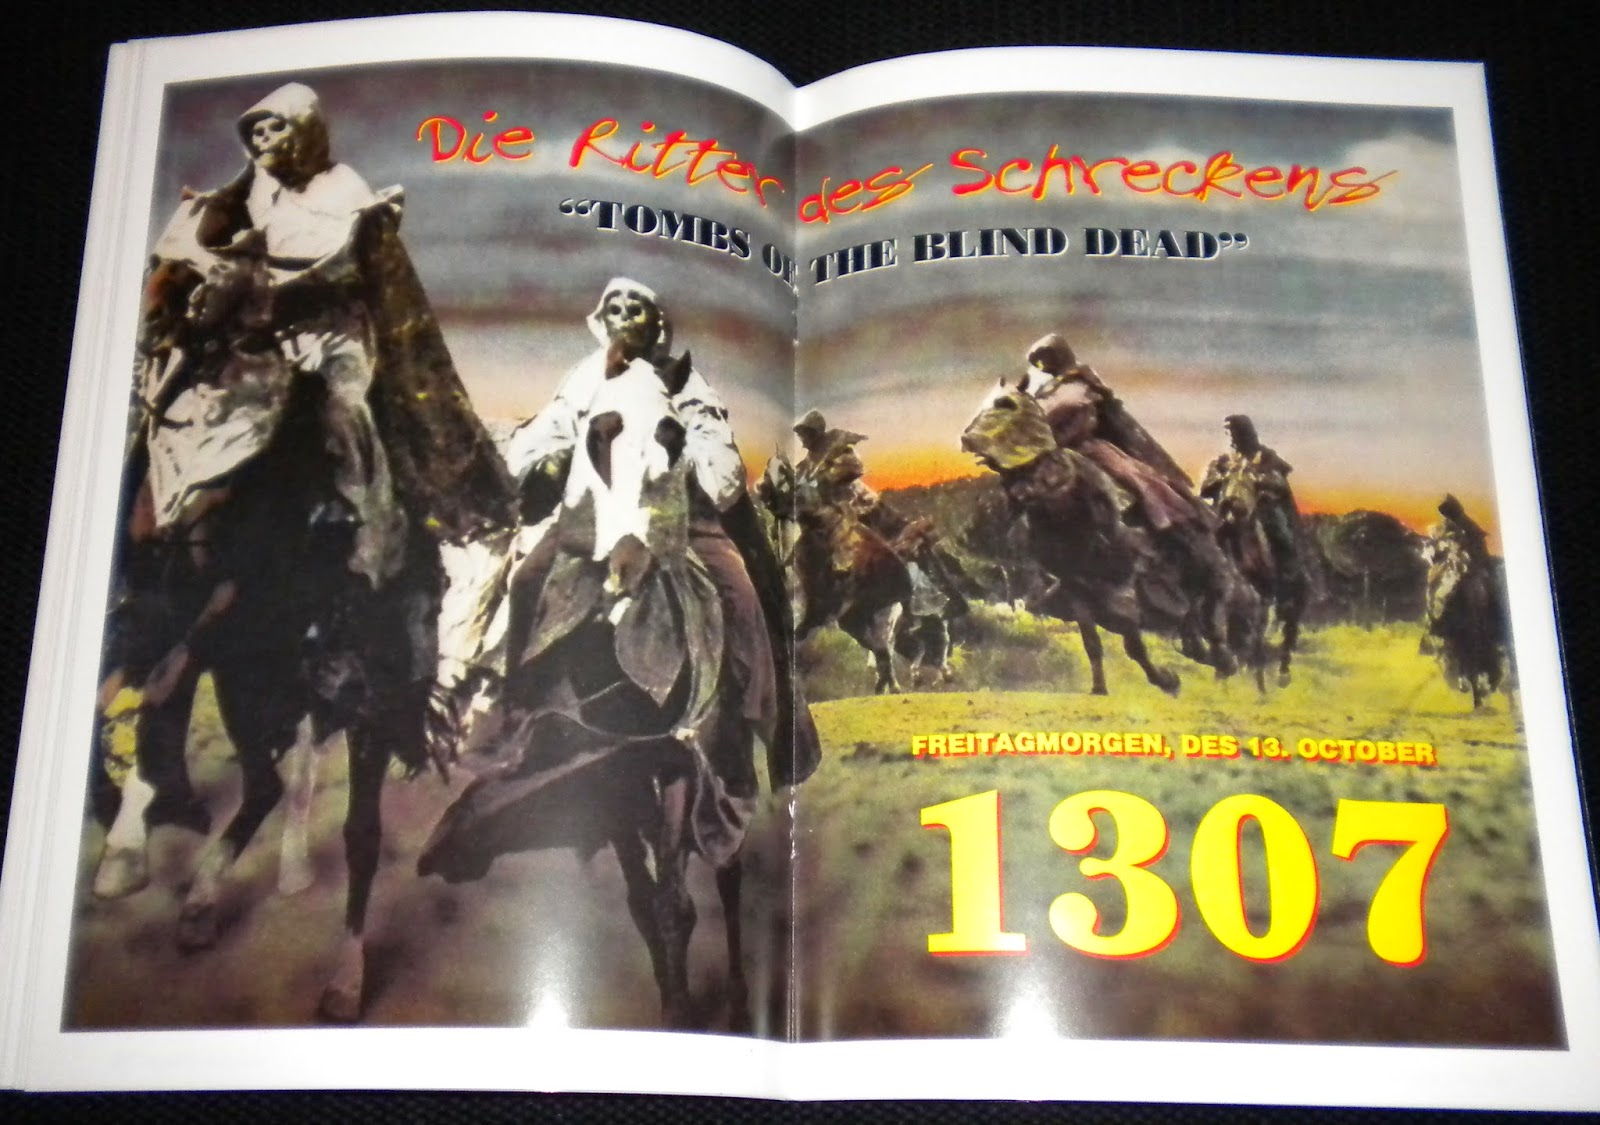 Die Ritter des Schreckens
“TOMBS OF THE BLIND DEAD”
FREITAGMORGEN, DES 13. OCTOBER
1307